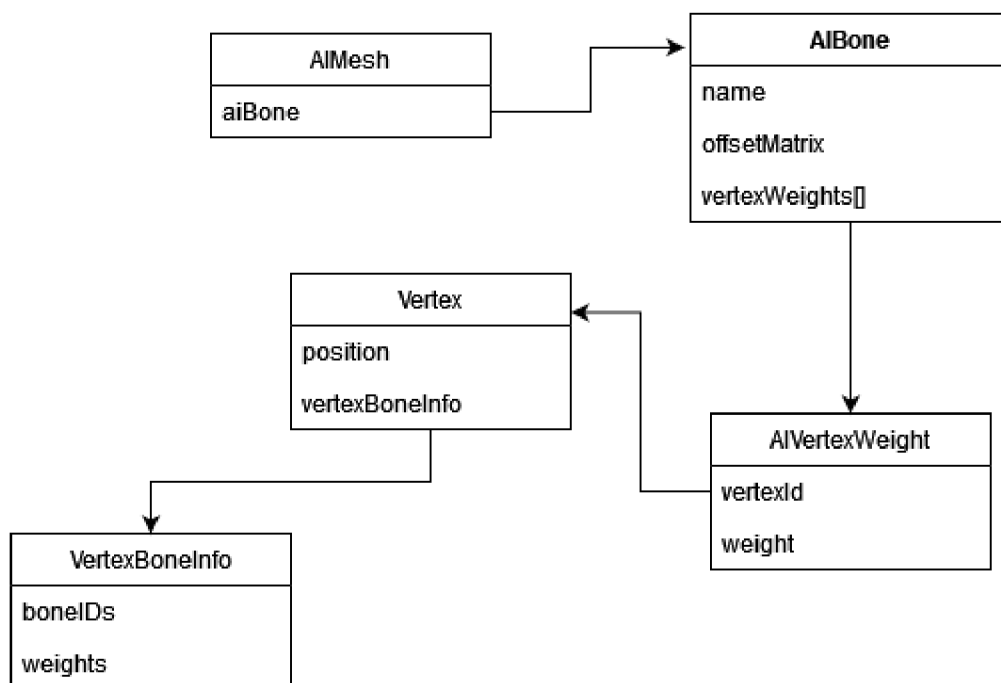 AIMesh
aiBone
AIBone
name
offsetMatrix
vertexWeights[]
Vertex
position
vertexBoneInfo
AIVertexWeight
vertexId
weight
VertexBoneInfo
boneIDs
weights